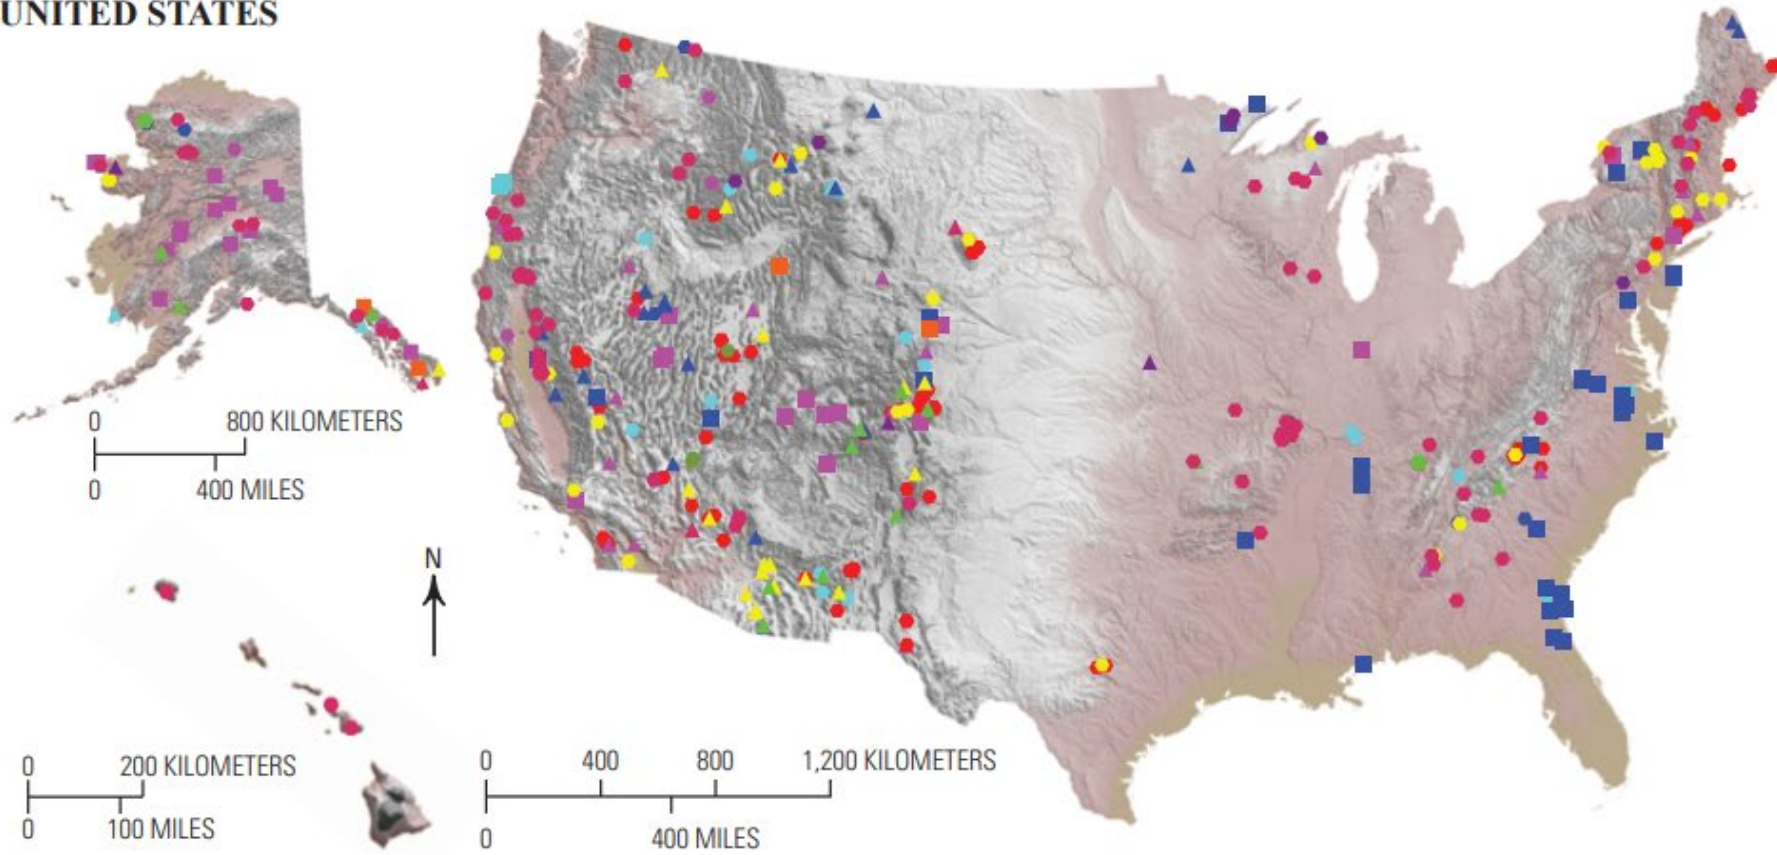 UNITED STATES
0 800 KILOMETERS
0 400 MILES
N
0 200 KILOMETERS
0 100 MILES
0 400 800 1,200 KILOMETERS
0 400 MILES